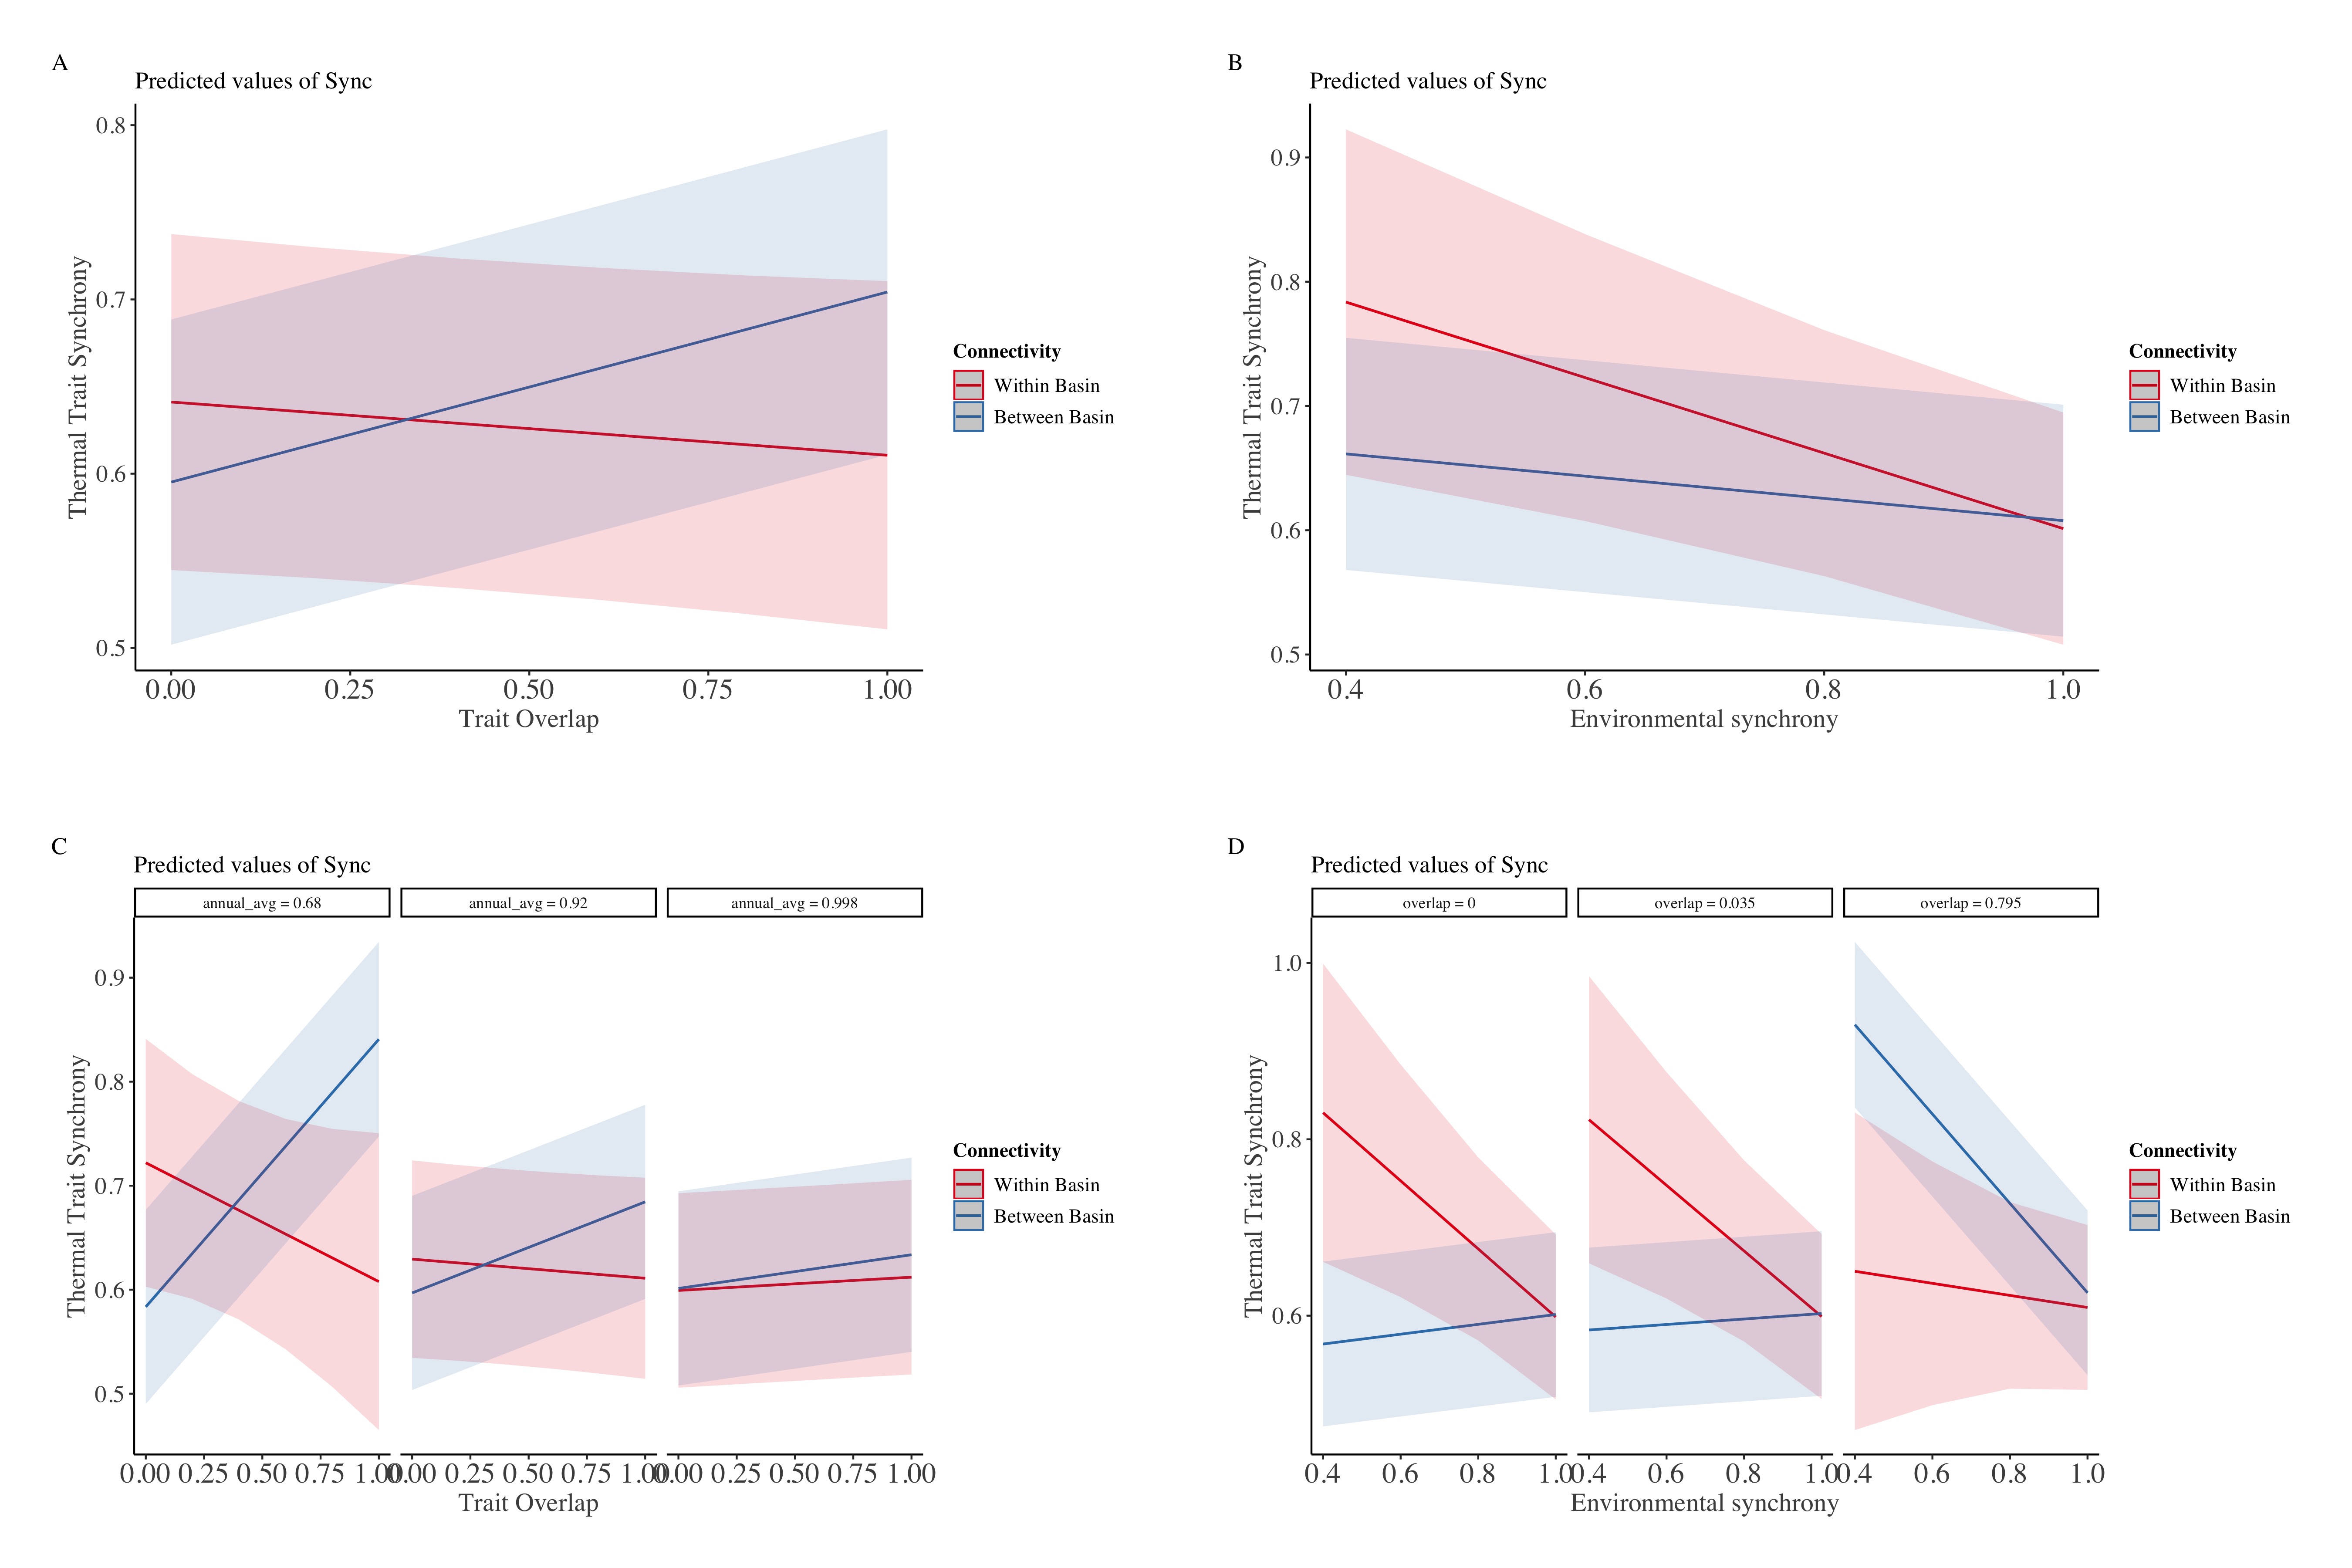 A
Predicted values of Sync
0.8
0.7
0.6
0.5
Thermal Trait Synchrony
0.00 0.25 0.50 0.75 1.00
Trait Overlap
Connectivity
Within Basin
Between Basin
B
Predicted values of Sync
0.9
0.8
0.7
0.6
0.5
Thermal Trait Synchrony
0.4 0.6 0.8 1.0
Environmental synchrony
Connectivity
Within Basin
Between Basin
C
Predicted values of Sync
annual_avg = 0.68 annual_avg = 0.92 annual_avg = 0.998
0.9
0.8
0.7
0.6
0.5
Thermal Trait Synchrony
0.00 0.25 0.50 0.75 1.00 0.00 0.25 0.50 0.75 1.00 0.00 0.25 0.50 0.75 1.00
Trait Overlap
Connectivity
Within Basin
Between Basin
D
Predicted values of Sync
overlap = 0 overlap = 0.035 overlap = 0.795
1.0
0.8
0.6
Thermal Trait Synchrony
0.4 0.6 0.8 1.0 0.4 0.6 0.8 1.0 0.4 0.6 0.8 1.0
Environmental synchrony
Connectivity
Within Basin
Between Basin